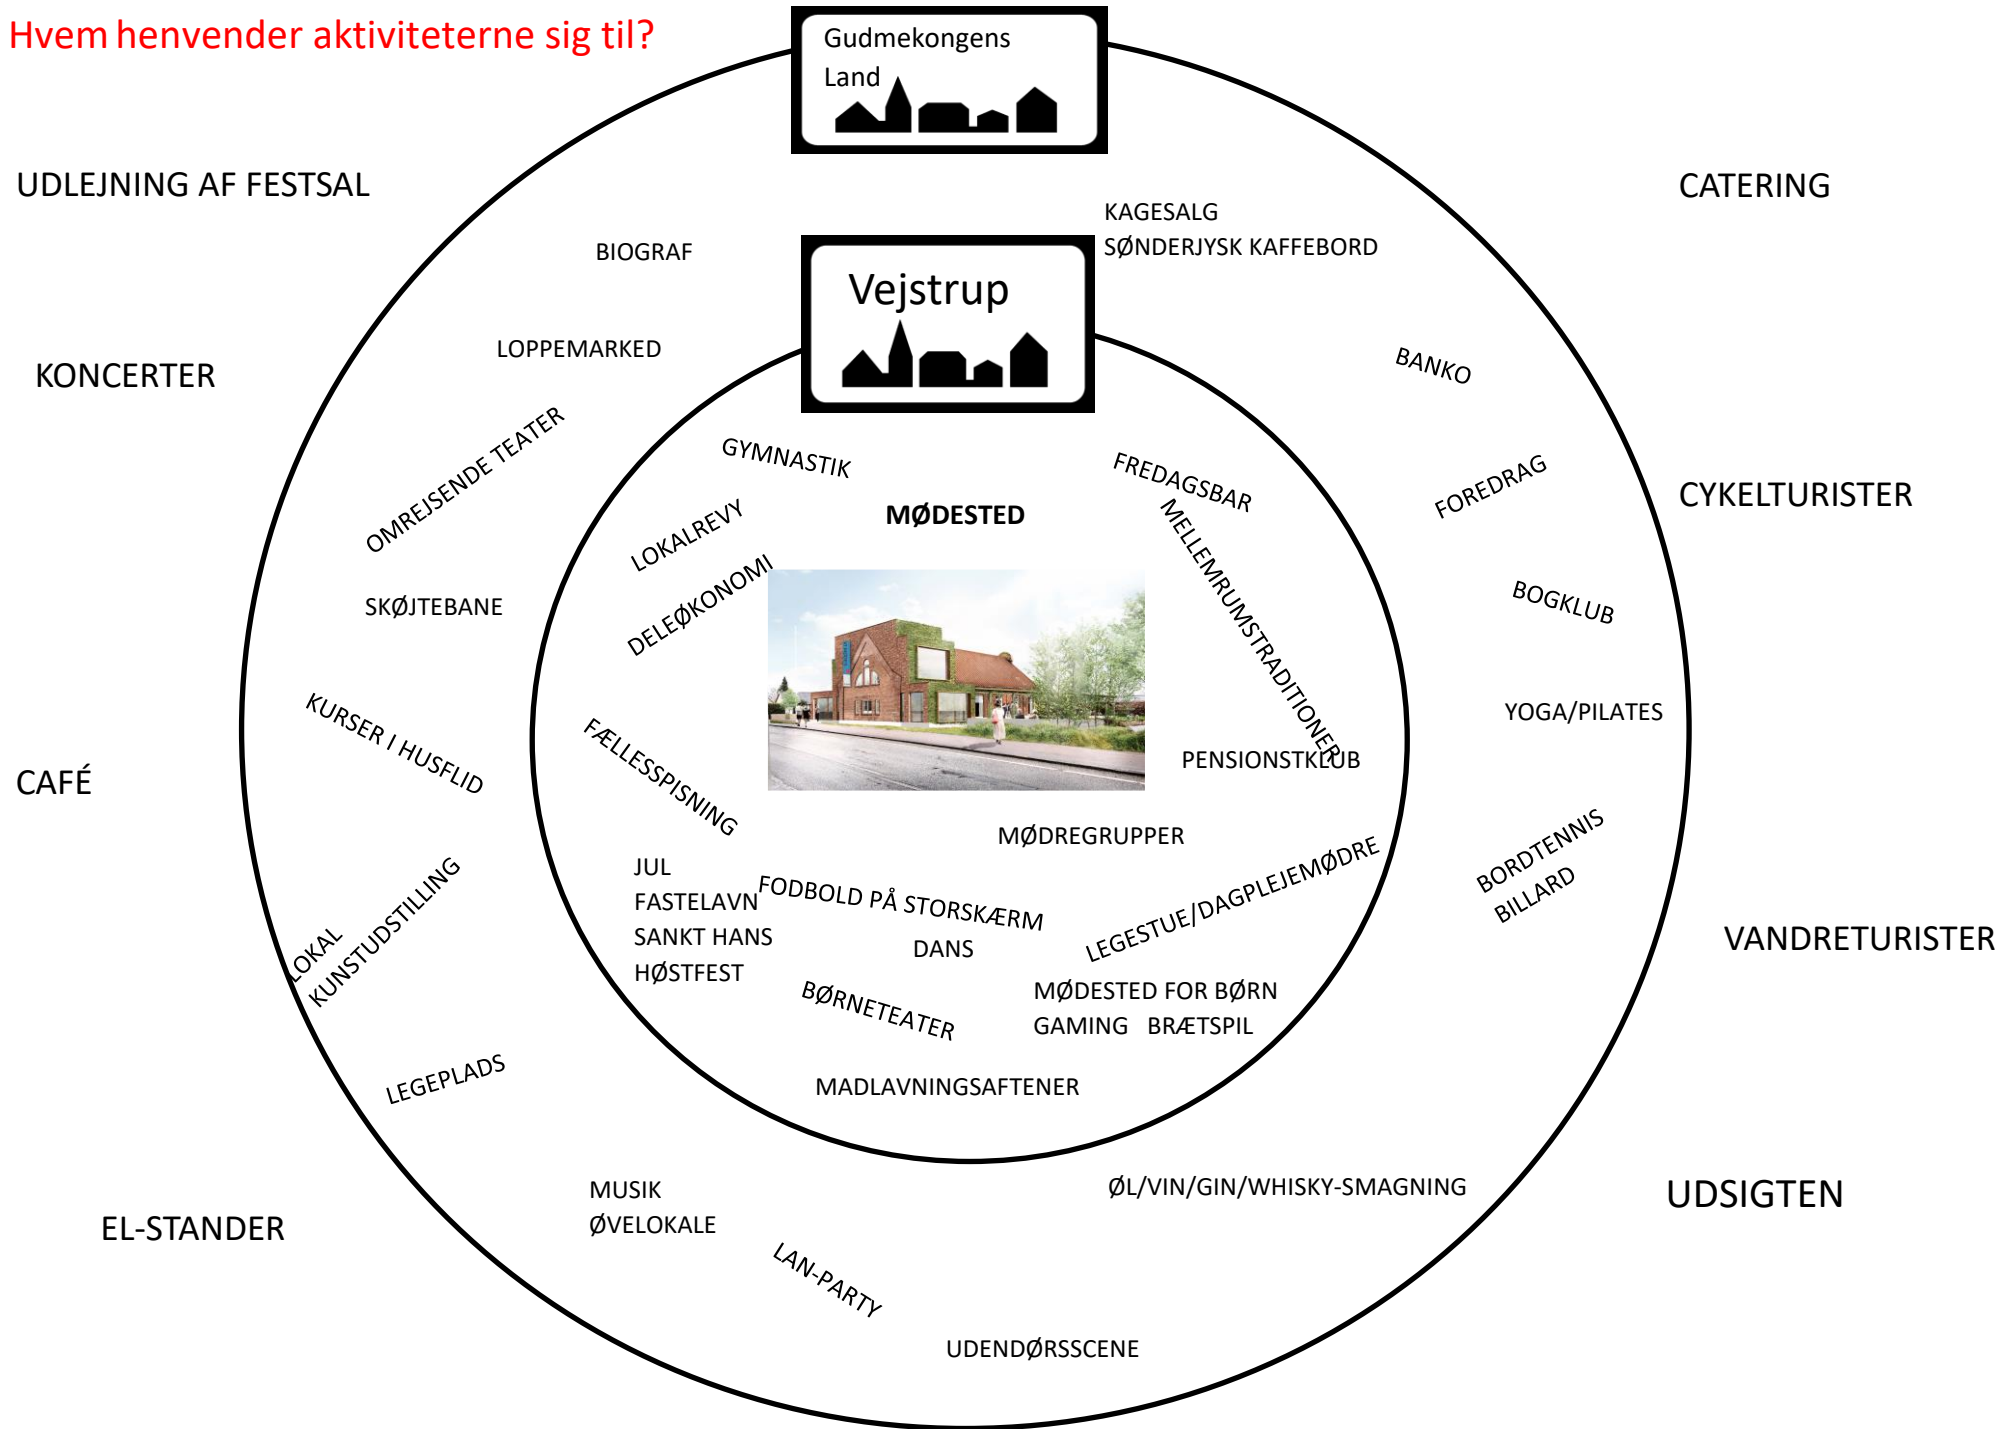 Hvem henvender aktiviteterne sig til?
Gudmekongens
Land
UDLEJNING AF FESTSAL
CATERING
KAGESALG
SØNDERJYSK KAFFEBORD
BIOGRAF
Vejstrup
LOPPEMARKED
KONCERTER
BANKO
OMREJSENDE TEATER
GYMNASTIK
FREDAGSBAR
FOREDRAG
CYKELTURISTER
LOKALREVY
MØDESTED
MELLEMRUMSTRADITIONER
DELEØKONOMI
SKØJTEBANE
BOGKLUB
KURSER I HUSFLID
FÆLLESSPISNING
YOGA/PILATES
PENSIONSTKLUB
CAFÉ
MØDREGRUPPER
BORDTENNIS
BILLARD
JUL
FASTELAVN
SANKT HANS
HØSTFEST
FODBOLD PÅ STORSKÆRM
DANS
LEGESTUE/DAGPLEJEMØDRE
LOKAL
KUNSTUDSTILLING
VANDRETURISTER
BØRNETEATER
MØDESTED FOR BØRN
GAMING BRÆTSPIL
LEGEPLADS
MADLAVNINGSAFTENER
MUSIK
ØVELOKALE
ØL/VIN/GIN/WHISKY-SMAGNING
UDSIGTEN
EL-STANDER
LAN-PARTY
UDENDØRSSCENE